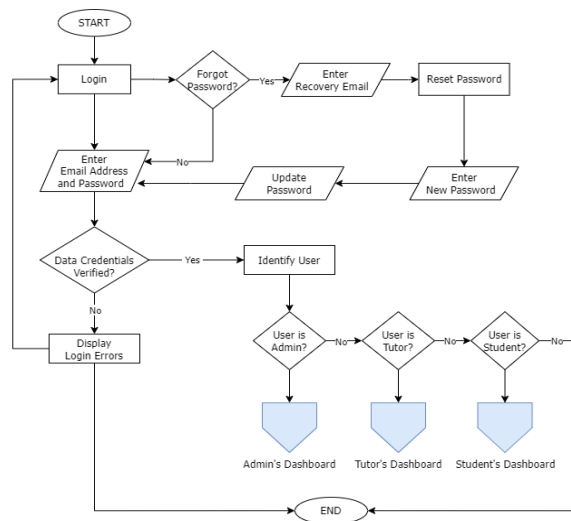 START
Login
Forgot
Password?
Yes
Enter
Recovery Email
Reset Password
No
Enter
Email Address
and Password
Update
Password
Enter
New Password
Data Credentials
Verified?
Yes
Identify User
No
Display
Login Errors
User is
Admin?
No
User is
Tutor?
No
User is
Student?
No
Admin's Dashboard
Tutor's Dashboard
Student's Dashboard
END